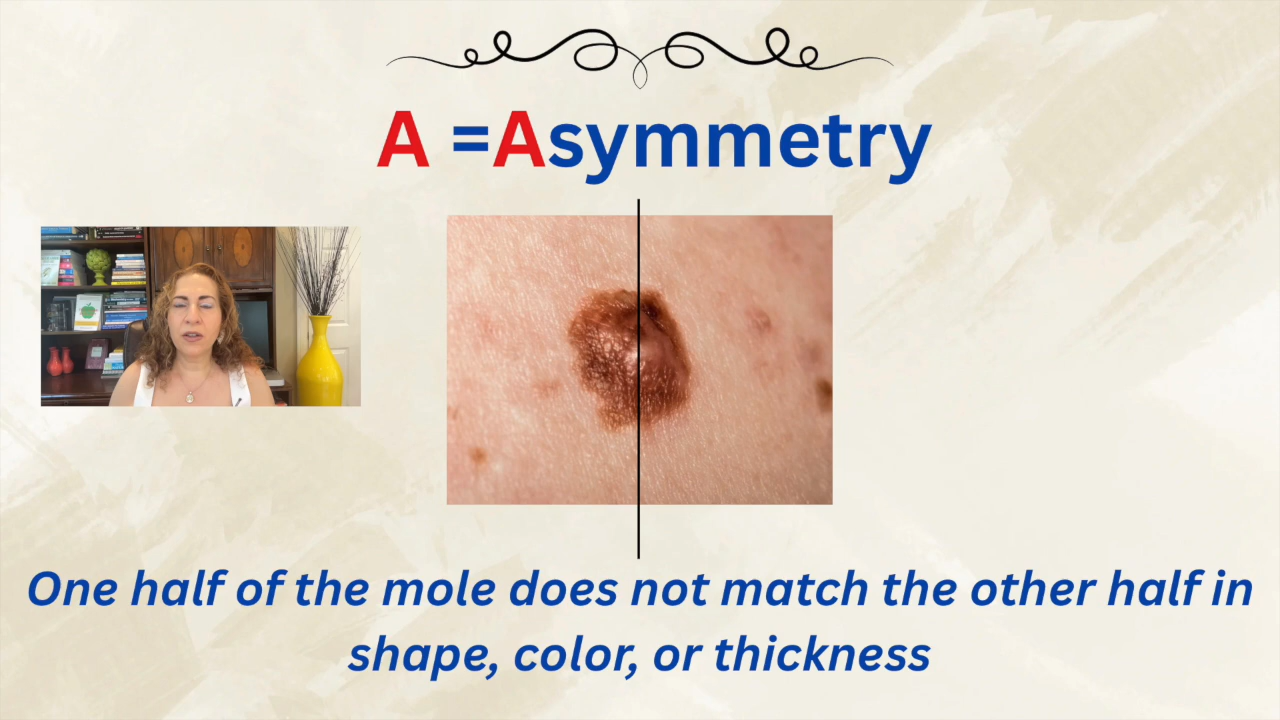 A =Asymmetry
One half of the mole does not match the other half in
shape, color, or thickness